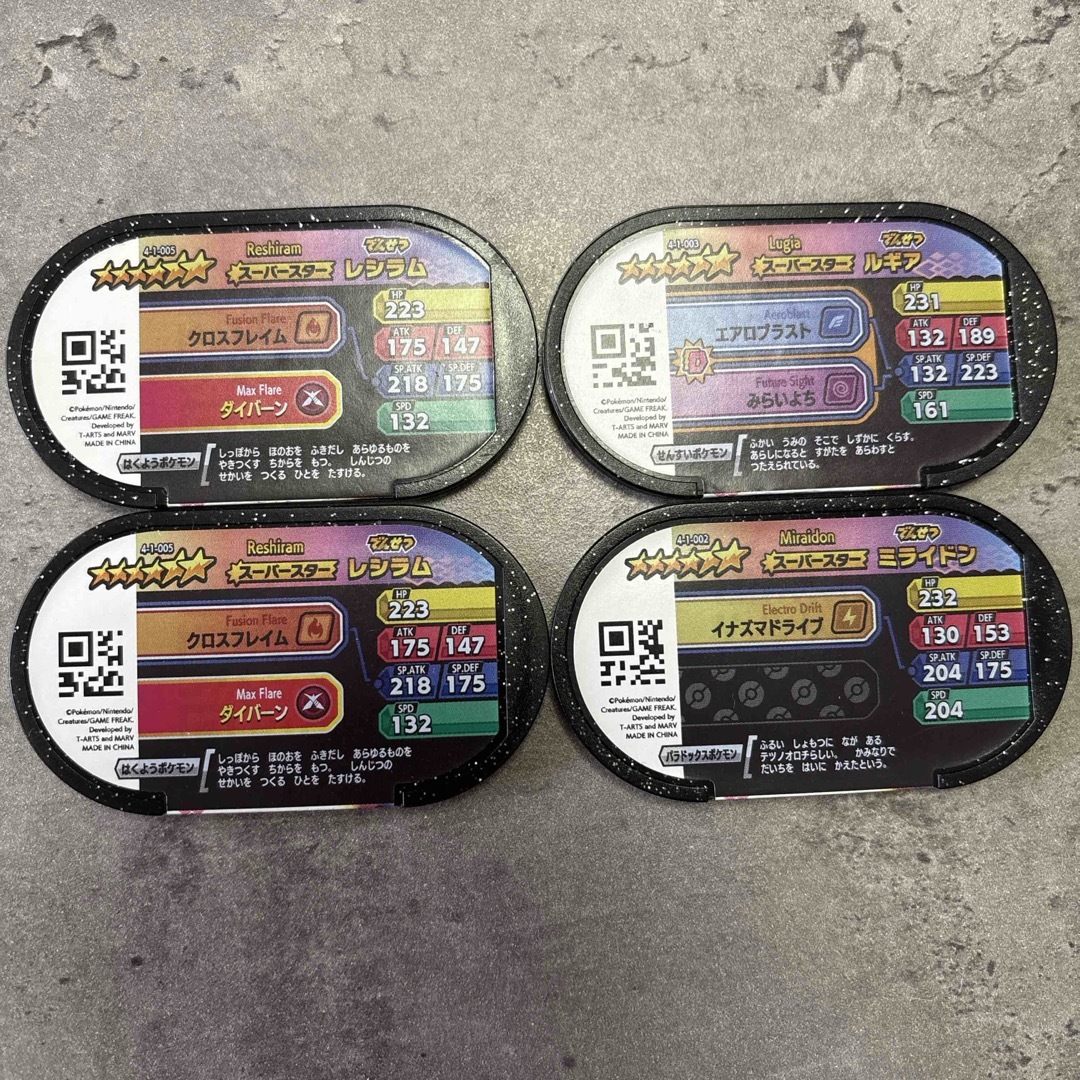 4-1-005 Reshiram でんせつ
スーパースター レシラム
Fusion Flare
クロスフレイム
Max Flare
ダイバーン
HP
223
ATK DEF
175 147
SP.ATK SP.DEF
218 175
SPD
132
©Pokémon/Nintendo/
Creatures/GAME FREAK.
Developed by
T-ARTS and MARV
MADE IN CHINA
はくようポケモン
しっぽから ほのおを ふきだし あらゆるものを
やきつくす ちからを もつ。 しんじつの
せかいを つくる ひとを たすける。
4-1-003 Lugia でんせつ
スーパースター ルギア
Aeroblast
エアロブラスト
Future Sight
みらいよち
HP
231
ATK DEF
132 189
SP.ATK SP.DEF
132 223
SPD
161
©Pokémon/Nintendo/
Creatures/GAME FREAK.
Developed by
T-ARTS and MARV
MADE IN CHINA
せんすいポケモン
ふかい うみの そこで しずかに くらす。
あらしになると すがたを あらわすと
つたえられている。
4-1-005 Reshiram でんせつ
スーパースター レシラム
Fusion Flare
クロスフレイム
Max Flare
ダイバーン
HP
223
ATK DEF
175 147
SP.ATK SP.DEF
218 175
SPD
132
©Pokémon/Nintendo/
Creatures/GAME FREAK.
Developed by
T-ARTS and MARV
MADE IN CHINA
はくようポケモン
しっぽから ほのおを ふきだし あらゆるものを
やきつくす ちからを もつ。 しんじつの
せかいを つくる ひとを たすける。
4-1-002 Miraidon でんせつ
スーパースター ミライドン
Electro Drift
イナズマドライブ
HP
232
ATK DEF
130 153
SP.ATK SP.DEF
204 175
SPD
204
©Pokémon/Nintendo/
Creatures/GAME FREAK.
Developed by
T-ARTS and MARV
MADE IN CHINA
パラドックスポケモン
ふるい しょもつに なが ある
テツノオロチらしい。 かみなりで
だいちを はいに かえたという。